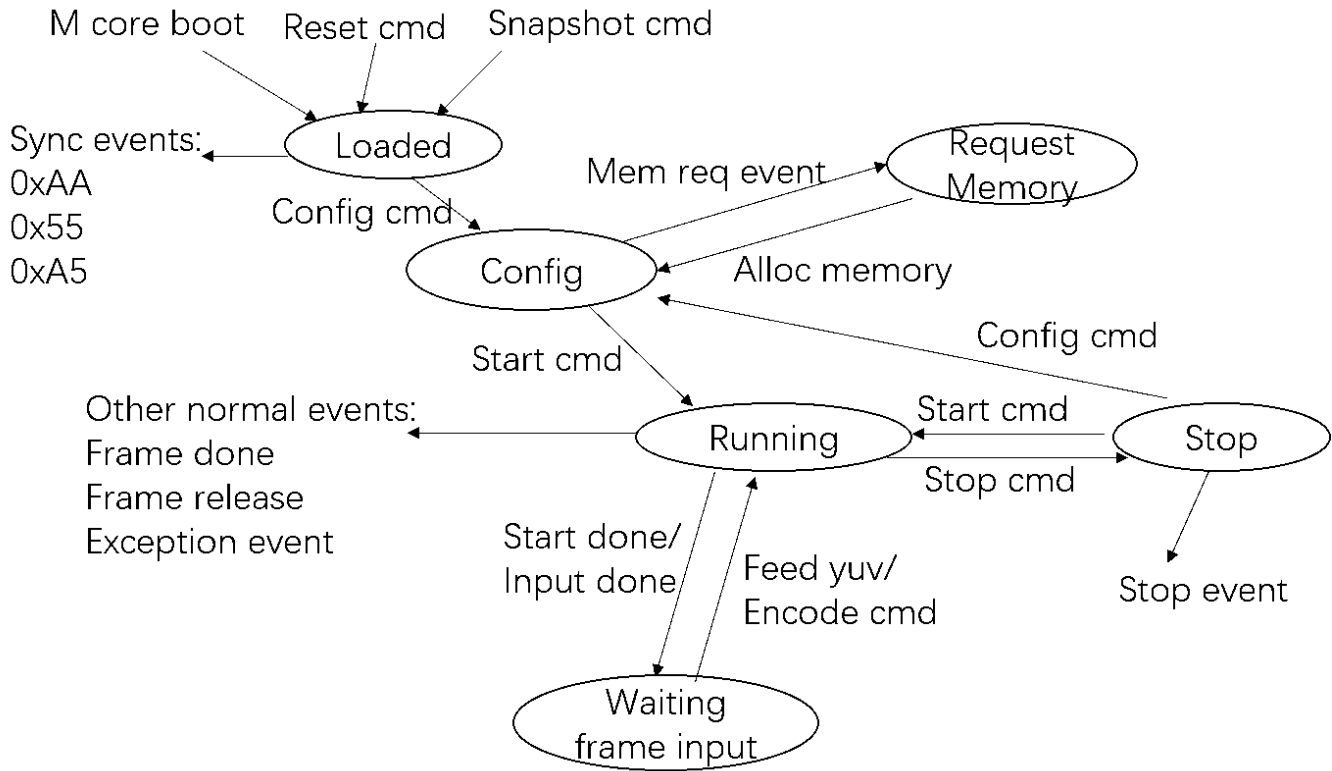 M core boot
Reset cmd
Snapshot cmd
Sync events:
0xAA
0x55
0xA5
Loaded
Config cmd
Mem req event
Request
Memory
Config
Alloc memory
Start cmd
Config cmd
Other normal events:
Frame done
Frame release
Exception event
Running
Start cmd
Stop cmd
Stop
Start done/
Input done
Feed yuv/
Encode cmd
Stop event
Waiting
frame input